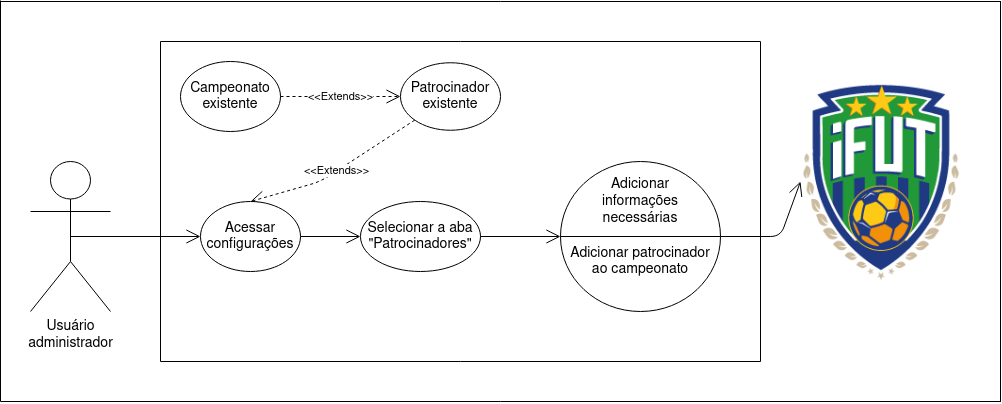 Campeonato
existente
<<Extends>>
Patrocinador
existente
<<Extends>>
Acessar
configurações
Selecionar a aba
"Patrocinadores"
Adicionar
informações
necessárias
Adicionar patrocinador
ao campeonato
iFUT
Usuário
administrador